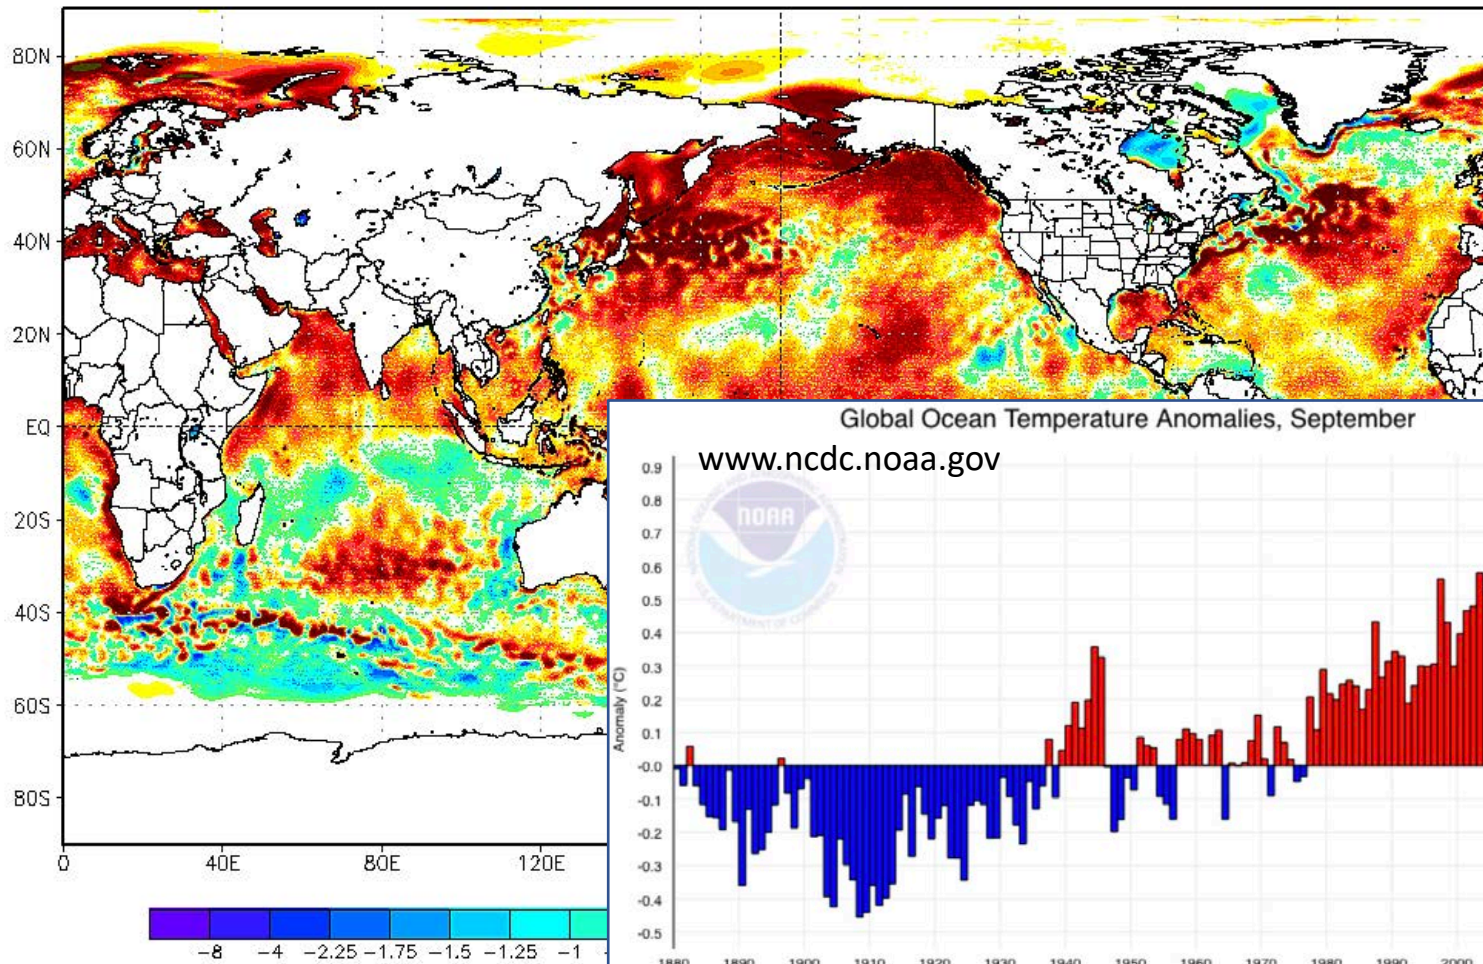 80N
60N
40N
20N
EQ
20S
40S
60S
80S
0 40E 80E 120E
-8 -4 -2.25 -1.75 -1.5 -1.25 -1
Global Ocean Temperature Anomalies, September
www.ncdc.noaa.gov
NOAA
Anomaly (°C)
0.9
0.8
0.7
0.6
0.5
0.4
0.3
0.2
0.1
-0.0
-0.1
-0.2
-0.3
-0.4
-0.5
1880 1890 1900 1910 1920 1930 1940 1950 1960 1970 1980 1990 2000